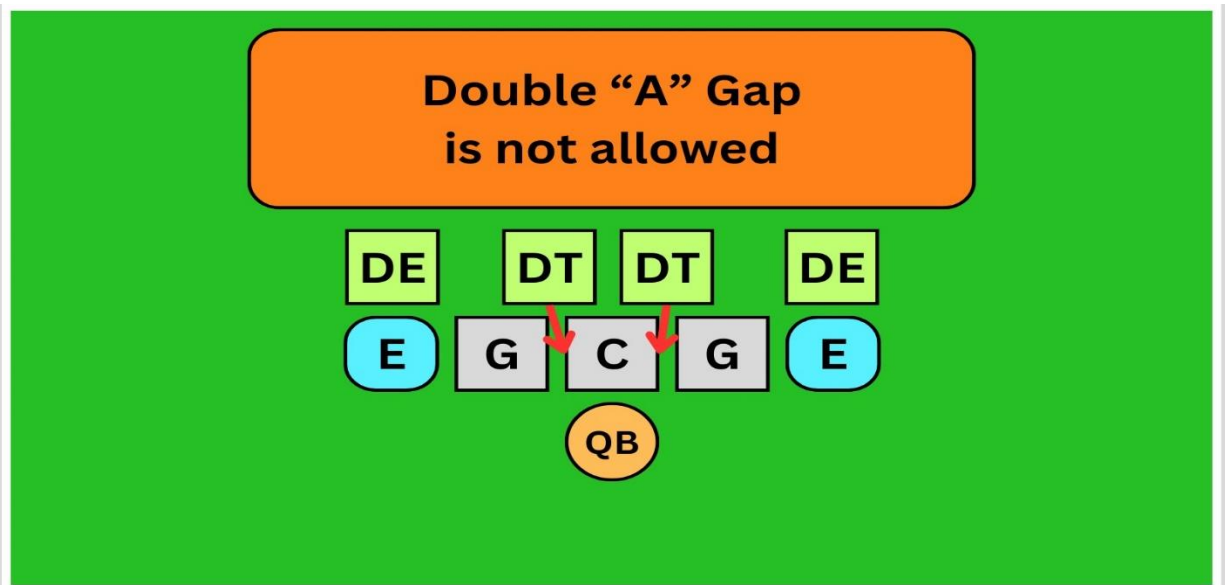 Double “A” Gap
is not allowed
DE DT DT DE
E G C G E
QB